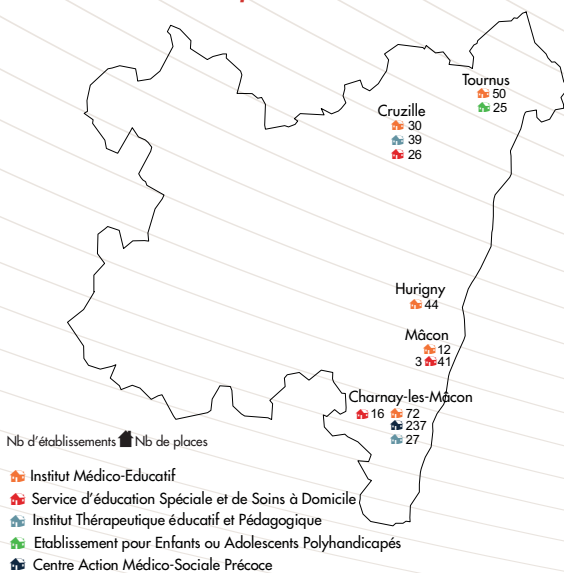 Tournus
50
25
Cruzille
30
39
26
Hurigny
44
Mâcon
12
3 41
Charnay-les-Mâcon
16 72
237
27
Nb d'établissements Nb de places
Institut Médico-Educatif
Service d'éducation Spéciale et de Soins à Domicile
Institut Thérapeutique éducatif et Pédagogique
Etablissement pour Enfants ou Adolescents Polyhandicapés
Centre Action Médico-Sociale Précoce